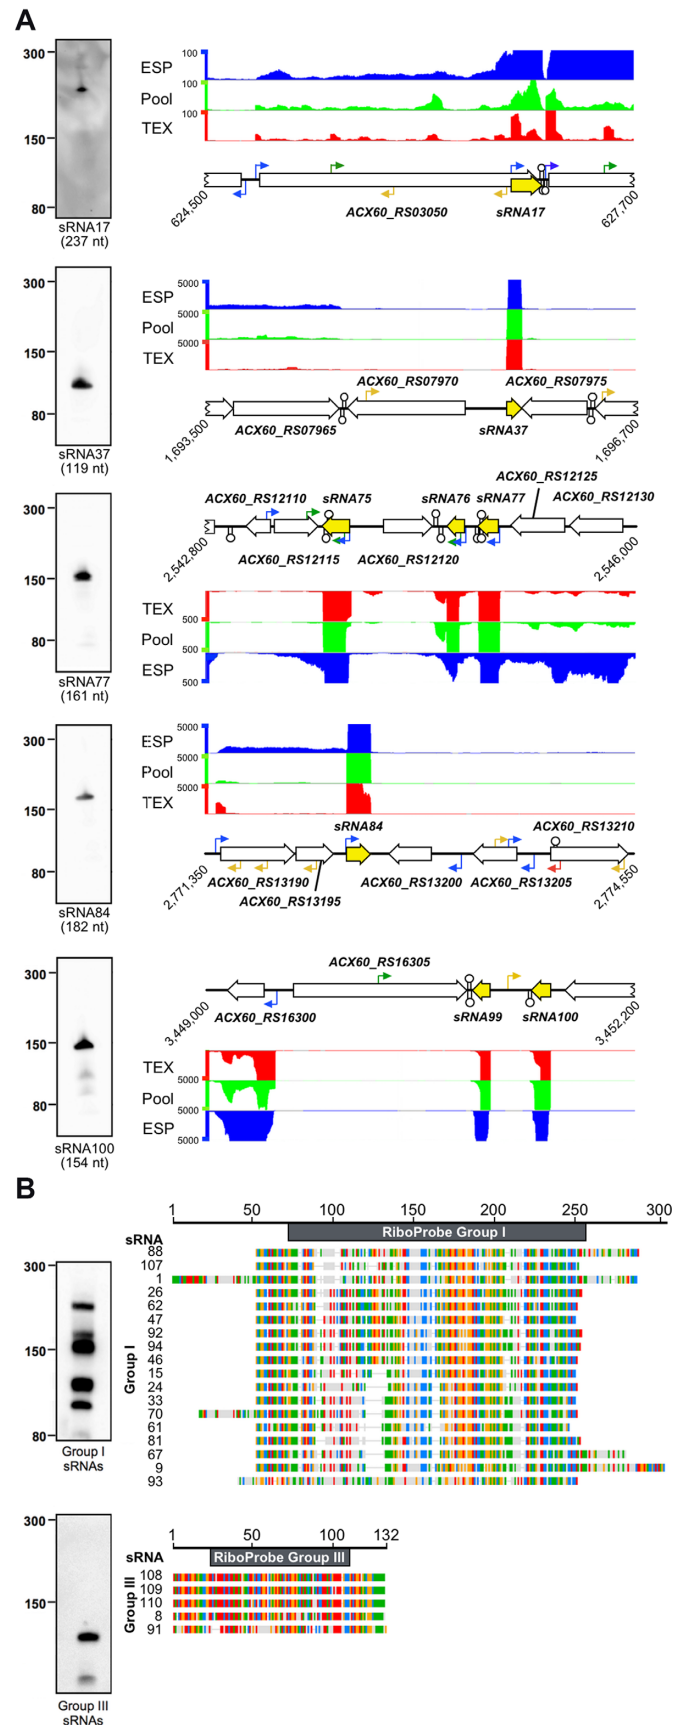 A
300
150
80
sRNA17
(237 nt)
100
ESP
100
Pool
100
TEX
624,500
ACX60_RS03050
sRNA17
627,700
300
150
80
sRNA37
(119 nt)
5000
ESP
5000
Pool
5000
TEX
ACX60_RS07970
ACX60_RS07975
ACX60_RS07965
sRNA37
1,693,500
1,696,700
300
150
80
sRNA77
(161 nt)
ACX60_RS12125
ACX60_RS12110
sRNA75
sRNA76
sRNA77
ACX60_RS12130
ACX60_RS12115
ACX60_RS12120
2,542,800
2,546,000
TEX
500
Pool
500
ESP
500
300
150
80
sRNA84
(182 nt)
5000
ESP
5000
Pool
5000
TEX
sRNA84
ACX60_RS13210
ACX60_RS13190
ACX60_RS13200
ACX60_RS13205
ACX60_RS13195
2,771,350
2,774,550
300
150
80
sRNA100
(154 nt)
ACX60_RS16305
ACX60_RS16300
sRNA99
sRNA100
3,449,000
3,452,200
TEX
5000
Pool
5000
ESP
5000
B
300
150
80
Group I
sRNAs
1 50 100 150 200 250 300
RiboProbe Group I
sRNA
Group I
88
107
1
26
62
47
92
94
46
15
24
33
70
61
81
67
9
93
300
150
Group III
sRNAs
1 50 100 132
RiboProbe Group III
sRNA
Group III
108
109
110
8
91